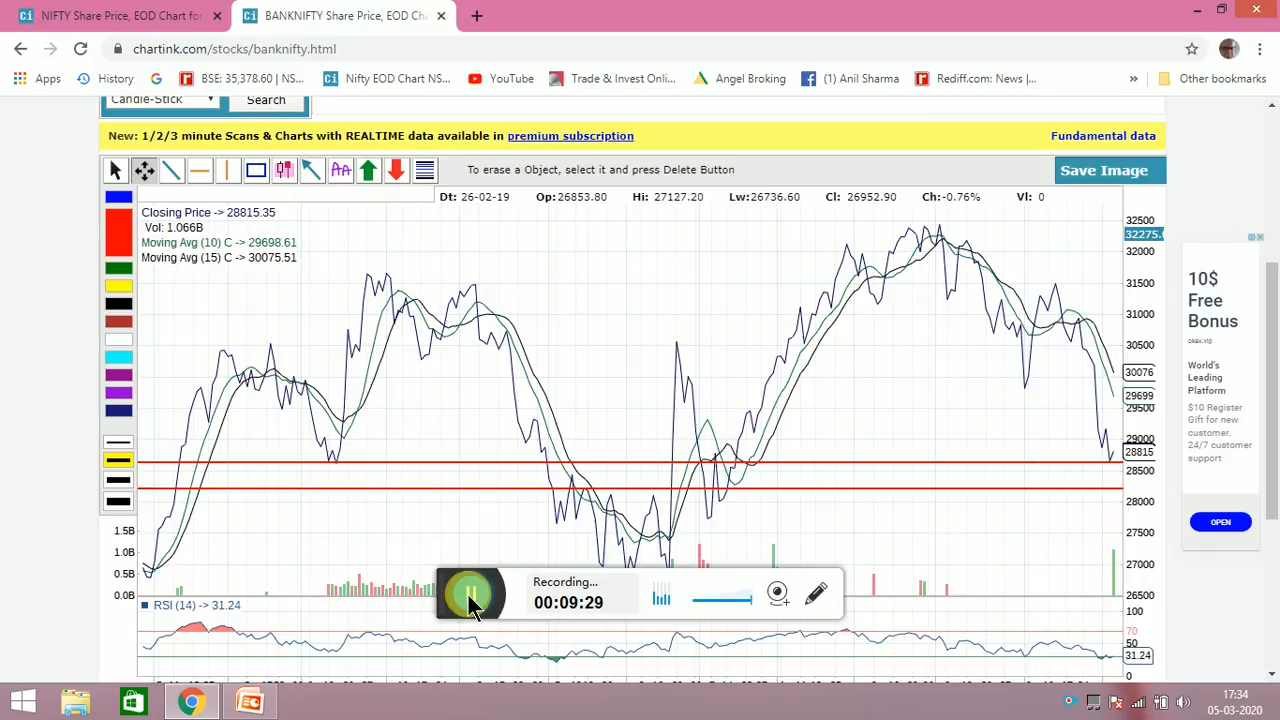 NIFTY Share Price, EOD Chart for
BANKNIFTY Share Price, EOD Cha
chartink.com/stocks/banknifty.html
Apps
History
BSE: 35,378.60 | NS...
Nifty EOD Chart NS...
YouTube
Trade & Invest Onli...
Angel Broking
(1) Anil Sharma
Rediff.com: News |...
Other bookmarks
Candle-Stick
Search
New: 1/2/3 minute Scans & Charts with REALTIME data available in premium subscription
Fundamental data
To erase a Object, select it and press Delete Button
Save Image
Dt: 26-02-19 Op:26853.80 Hi: 27127.20 Lw:26736.60 Cl: 26952.90 Ch:-0.76% Vl: 0
Closing Price -> 28815.35
Vol: 1.066B
Moving Avg (10) C -> 29698.61
Moving Avg (15) C -> 30075.51
32500
32275.
32000
31500
31000
30500
30076
29699
29500
29000
28815
28500
28000
27500
27000
26500
1.5B
1.0B
0.5B
0.0B
RSI (14) -> 31.24
100
70
50
31.24
0
Recording...
00:09:29
10$
Free
Bonus
okex.vip
World's
Leading
Platform
$10 Register
Gift for new
customer.
24/7 customer
support
OPEN
17:34
05-03-2020